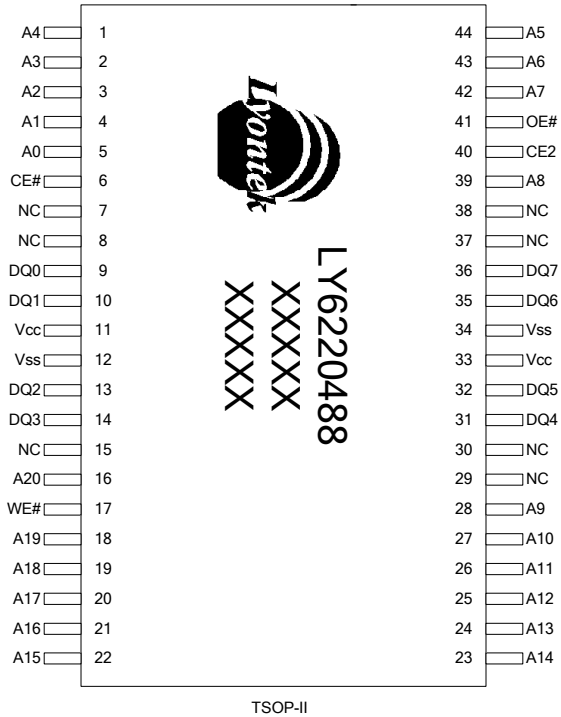 A4 1 44 A5
A3 2 43 A6
A2 3 42 A7
A1 4 41 OE#
A0 5 40 CE2
CE# 6 39 A8
NC 7 38 NC
NC 8 37 NC
DQ0 9 36 DQ7
DQ1 10 35 DQ6
Vcc 11 34 Vss
Vss 12 33 Vcc
DQ2 13 32 DQ5
DQ3 14 31 DQ4
NC 15 30 NC
A20 16 29 NC
WE# 17 28 A9
A19 18 27 A10
A18 19 26 A11
A17 20 25 A12
A16 21 24 A13
A15 22 23 A14
Lyontek
LY6220488
XXXXX
XXXXX
TSOP-II